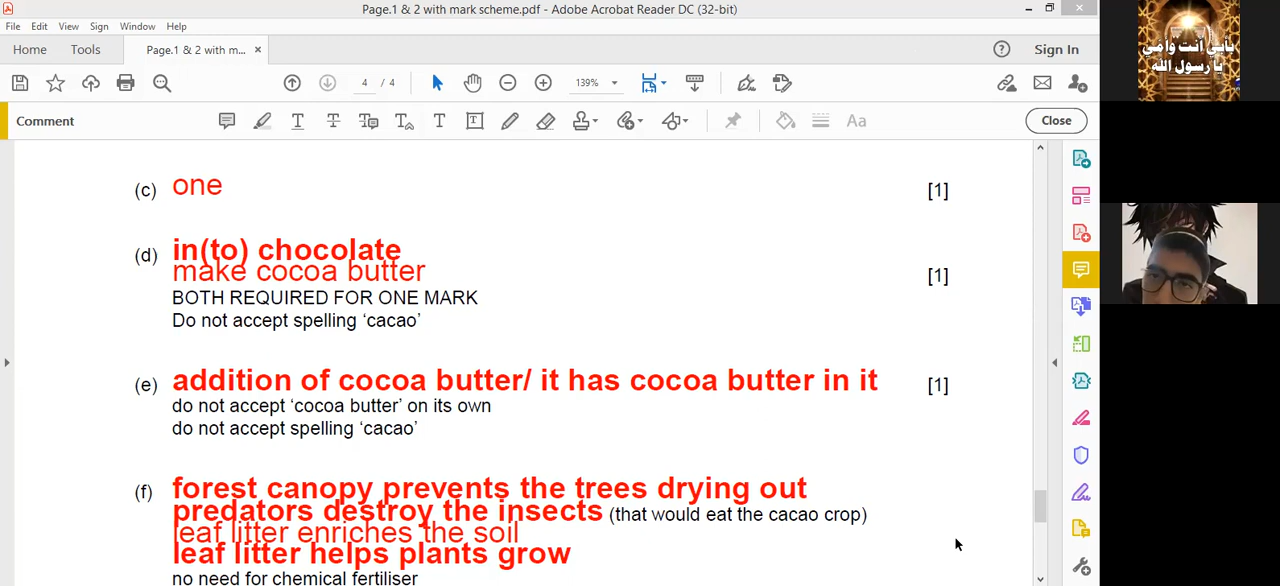 Page.1 & 2 with mark scheme.pdf - Adobe Acrobat Reader DC (32-bit)
File Edit View Sign Window Help
Home Tools Page.1 & 2 with m... × Sign In
4 / 4 139%
Comment Close
(c) one [1]
(d) in(to) chocolate
make cocoa butter [1]
BOTH REQUIRED FOR ONE MARK
Do not accept spelling ‘cacao’
(e) addition of cocoa butter/ it has cocoa butter in it [1]
do not accept ‘cocoa butter’ on its own
do not accept spelling ‘cacao’
(f) forest canopy prevents the trees drying out
predators destroy the insects (that would eat the cacao crop)
leaf litter enriches the soil
leaf litter helps plants grow
no need for chemical fertiliser
بأبي أنت وأمي
يا رسول الله